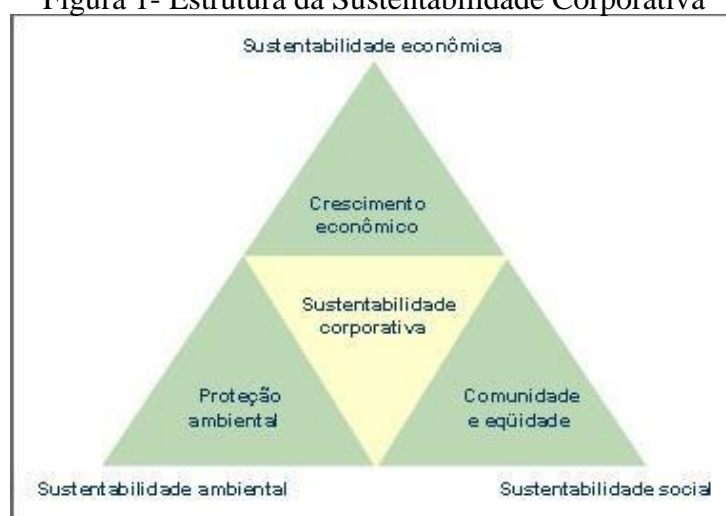 Figura 1- Estrutura da Sustentabilidade Corporativa
Sustentabilidade econômica
Crescimento
econômico
Sustentabilidade
corporativa
Proteção
ambiental
Comunidade
e eqüidade
Sustentabilidade ambiental
Sustentabilidade social